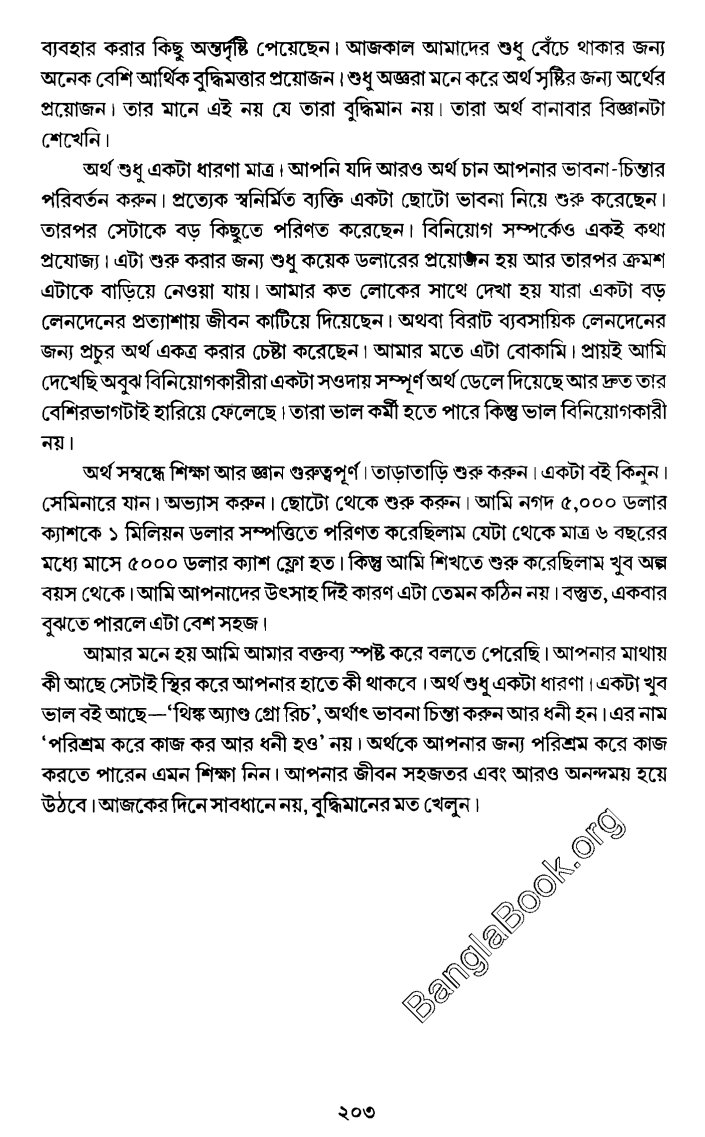 ব্যবহার করার কিছু অন্তর্দৃষ্টি পেয়েছেন। আজকাল আমাদের শুধু বেঁচে থাকার জন্য
অনেক বেশি আর্থিক বুদ্ধিমত্তার প্রয়োজন। শুধু অজ্ঞরা মনে করে অর্থ সৃষ্টির জন্য অর্থের
প্রয়োজন। তার মানে এই নয় যে তারা বুদ্ধিমান নয়। তারা অর্থ বানাবার বিজ্ঞানটা
শেখেনি।
অর্থ শুধু একটা ধারণা মাত্র। আপনি যদি আরও অর্থ চান আপনার ভাবনা-চিন্তার
পরিবর্তন করুন। প্রত্যেক স্বনির্মিত ব্যক্তি একটা ছোটো ভাবনা নিয়ে শুরু করেছেন।
তারপর সেটাকে বড় কিছুতে পরিণত করেছেন। বিনিয়োগ সম্পর্কেও একই কথা
প্রযোজ্য। এটা শুরু করার জন্য শুধু কয়েক ডলারের প্রয়োজন হয় আর তারপর ক্রমশ
এটাকে বাড়িয়ে নেওয়া যায়। আমার কত লোকের সাথে দেখা হয় যারা একটা বড়
লেনদেনের প্রত্যাশায় জীবন কাটিয়ে দিয়েছেন। অথবা বিরাট ব্যবসায়িক লেনদেনের
জন্য প্রচুর অর্থ একত্র করার চেষ্টা করেছেন। আমার মতে এটা বোকামি। প্রায়ই আমি
দেখেছি অবুঝ বিনিয়োগকারীরা একটা সওদায় সম্পূর্ণ অর্থ ডেলে দিয়েছে আর দ্রুত তার
বেশিরভাগটাই হারিয়ে ফেলেছে। তারা ভাল কর্মী হতে পারে কিন্তু ভাল বিনিয়োগকারী
নয়।
অর্থ সম্বন্ধে শিক্ষা আর জ্ঞান গুরুত্বপূর্ণ। তাড়াতাড়ি শুরু করুন। একটা বই কিনুন।
সেমিনারে যান। অভ্যাস করুন। ছোটো থেকে শুরু করুন। আমি নগদ ৫,০০০ ডলার
ক্যাশকে ১ মিলিয়ন ডলার সম্পত্তিতে পরিণত করেছিলাম যেটা থেকে মাত্র ৬ বছরের
মধ্যে মাসে ৫০০০ ডলার ক্যাশ ফ্লো হত। কিন্তু আমি শিখতে শুরু করেছিলাম খুব অল্প
বয়স থেকে। আমি আপনাদের উৎসাহ দিই কারণ এটা তেমন কঠিন নয়। বস্তুত, একবার
বুঝতে পারলে এটা বেশ সহজ।
আমার মনে হয় আমি আমার বক্তব্য স্পষ্ট করে বলতে পেরেছি। আপনার মাথায়
কী আছে সেটাই স্থির করে আপনার হাতে কী থাকবে। অর্থ শুধু একটা ধারণা। একটা খুব
ভাল বই আছে—‘থিঙ্ক অ্যাণ্ড গ্রো রিচ’, অর্থাৎ ভাবনা চিন্তা করুন আর ধনী হন। এর নাম
‘পরিশ্রম করে কাজ কর আর ধনী হও’ নয়। অর্থকে আপনার জন্য পরিশ্রম করে কাজ
করতে পারেন এমন শিক্ষা নিন। আপনার জীবন সহজতর এবং আরও অনন্দময় হয়ে
উঠবে। আজকের দিনে সাবধানে নয়, বুদ্ধিমানের মত খেলুন।
BanglaBook.org
২০৩